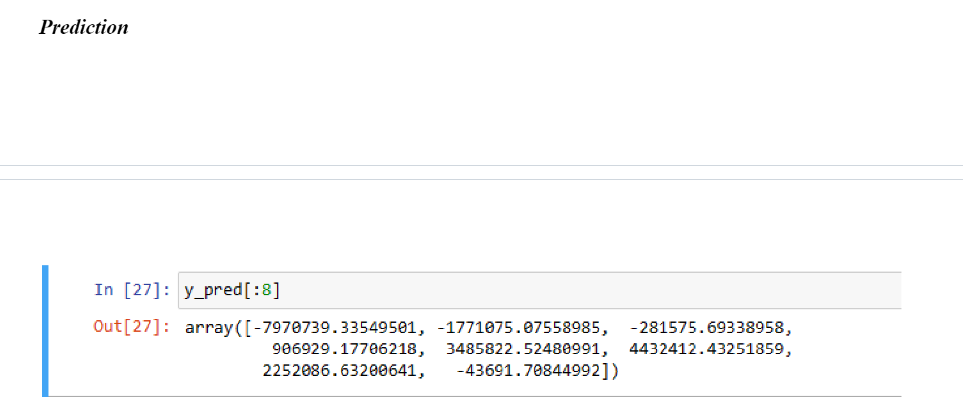 Prediction
In [27]: y_pred[:8]
Out[27]: array([-7970739.33549501, -1771075.07558985, -281575.69338958,
906929.17706218, 3485822.52480991, 4432412.43251859,
2252086.63200641, -43691.70844992])